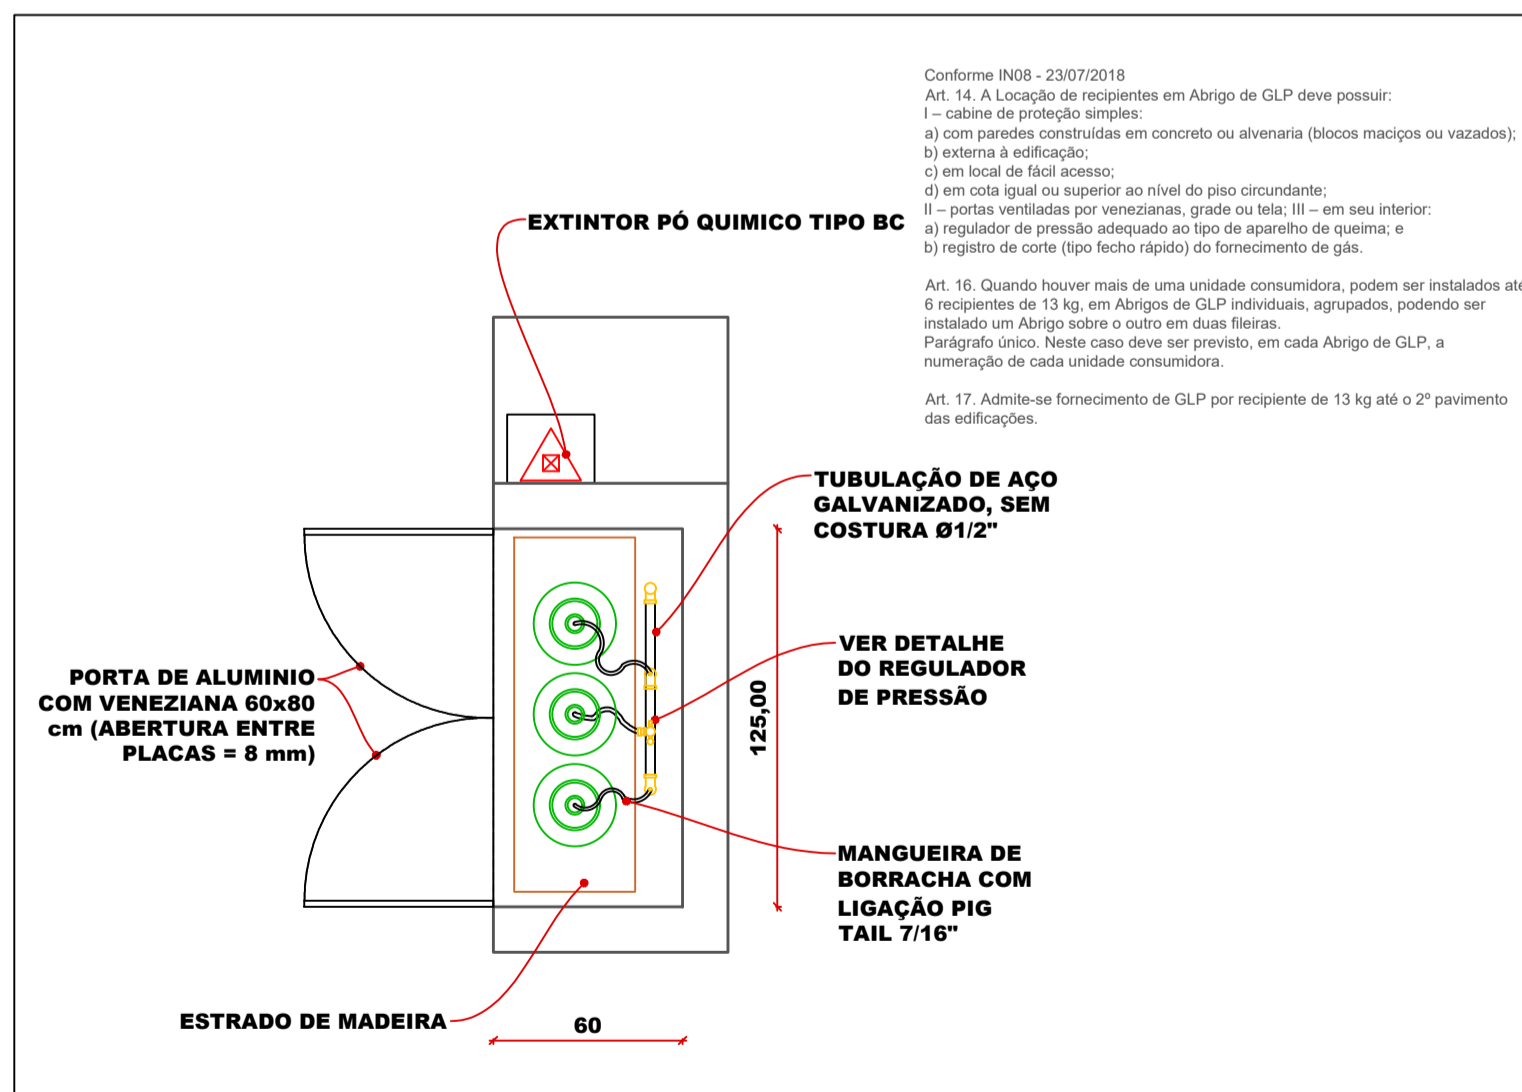 Conforme IN08 - 23/07/2018
Art. 14. A Locação de recipientes em Abrigo de GLP deve possuir:
I – cabine de proteção simples:
a) com paredes construídas em concreto ou alvenaria (blocos maciços ou vazados);
b) externa à edificação;
c) em local de fácil acesso;
d) em cota igual ou superior ao nível do piso circundante;
II – portas ventiladas por venezianas, grade ou tela; III – em seu interior:
a) regulador de pressão adequado ao tipo de aparelho de queima; e
b) registro de corte (tipo fecho rápido) do fornecimento de gás.
Art. 16. Quando houver mais de uma unidade consumidora, podem ser instalados até
6 recipientes de 13 kg, em Abrigos de GLP individuais, agrupados, podendo ser
instalado um Abrigo sobre o outro em duas fileiras.
Parágrafo único. Neste caso deve ser previsto, em cada Abrigo de GLP, a
numeração de cada unidade consumidora.
Art. 17. Admite-se fornecimento de GLP por recipiente de 13 kg até o 2º pavimento
das edificações.
EXTINTOR PÓ QUIMICO TIPO BC
TUBULAÇÃO DE AÇO
GALVANIZADO, SEM
COSTURA Ø1/2"
VER DETALHE
DO REGULADOR
DE PRESSÃO
PORTA DE ALUMINIO
COM VENEZIANA 60x80
cm (ABERTURA ENTRE
PLACAS = 8 mm)
125,00
MANGUEIRA DE
BORRACHA COM
LIGAÇÃO PIG
TAIL 7/16"
ESTRADO DE MADEIRA
60